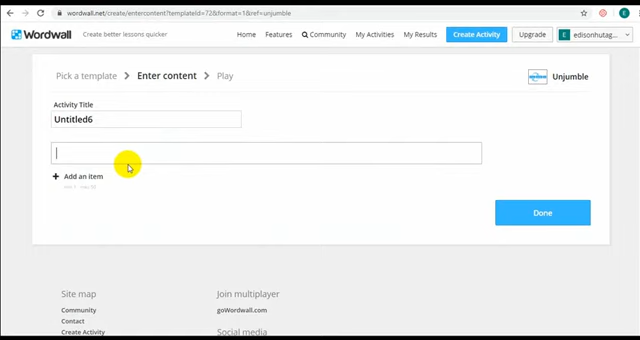 wordwall.net/create/entercontent?templateId=72&format=1&ref=unjumble
Wordwall Create better lessons quicker Home Features Community My Activities My Results Create Activity Upgrade E edisonhutag...
Pick a template > Enter content > Play Unjumble
Activity Title
Untitled6
+ Add an item
Done
Site map Join multiplayer
Community goWordwall.com
Contact Social media
Create Activity